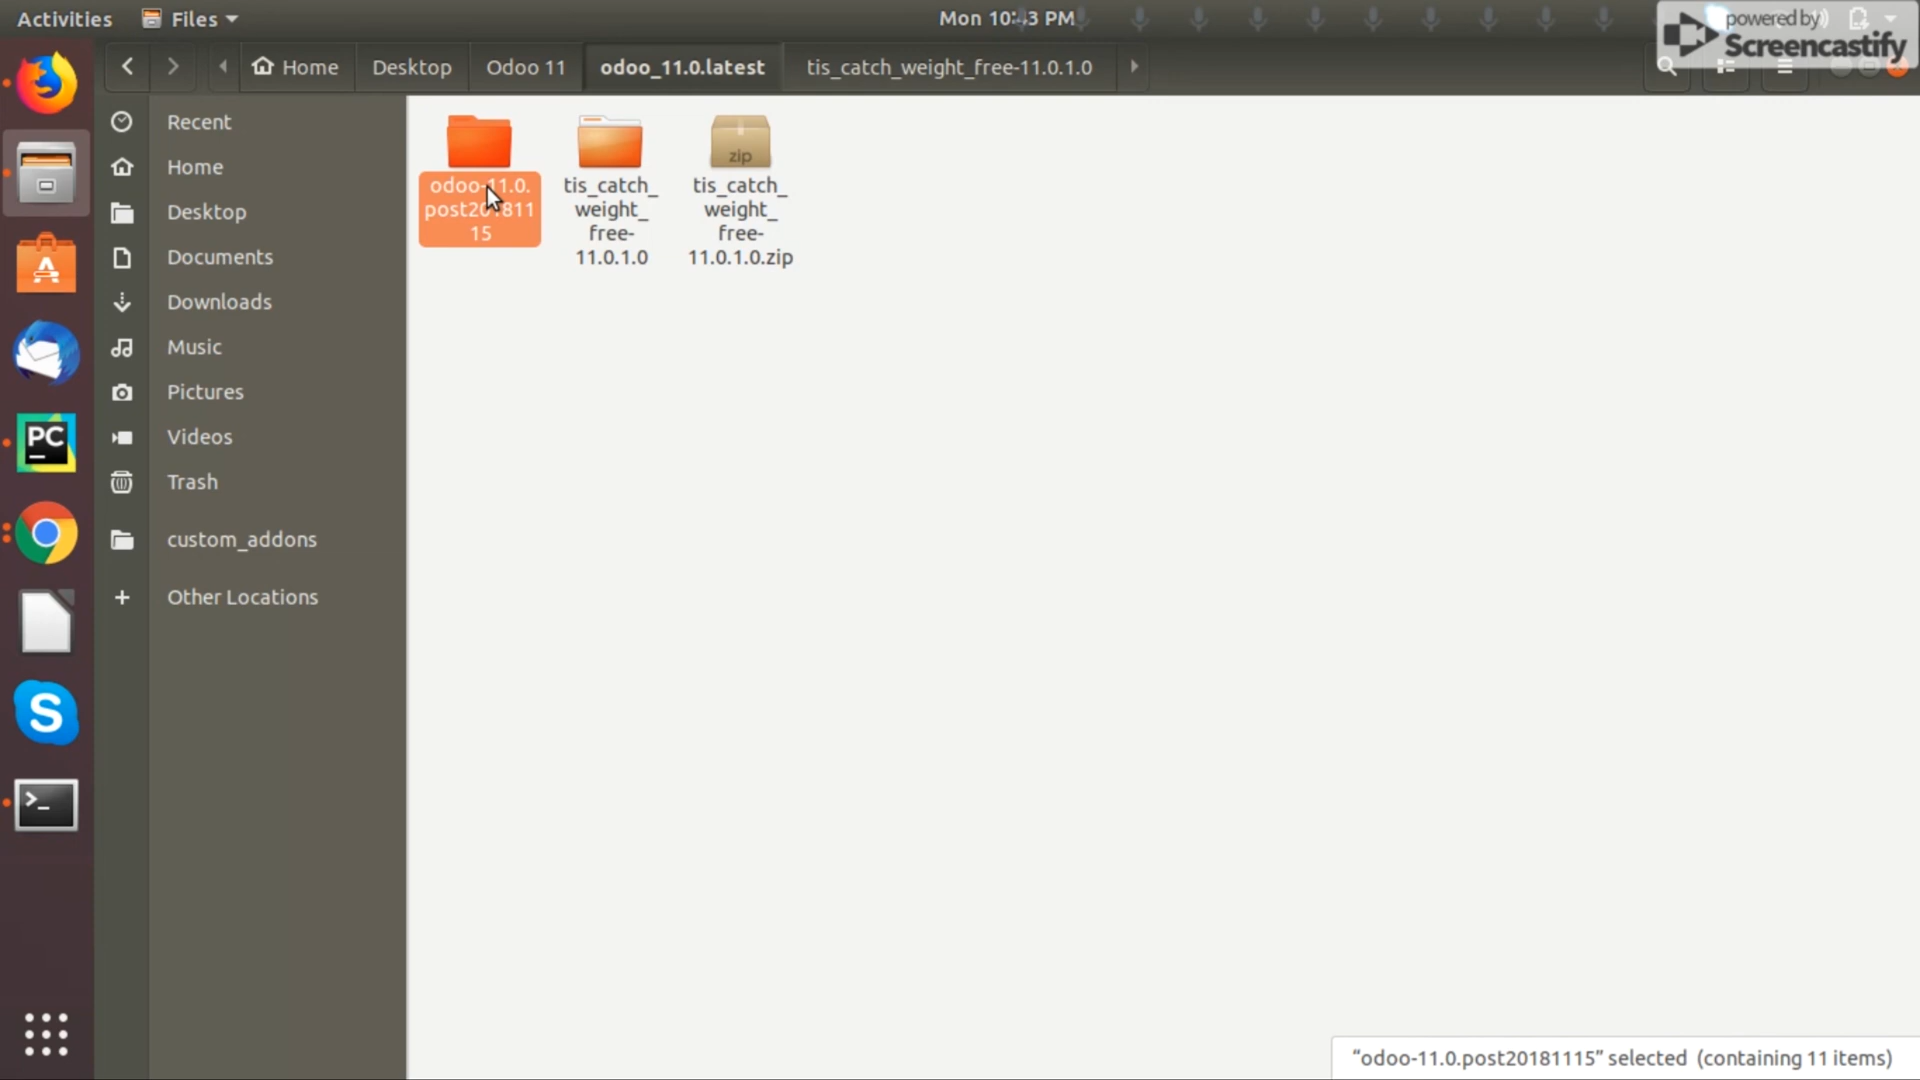 Activities
Files
Mon 10:43 PM
powered by
Screencastify
Home
Desktop
Odoo 11
odoo_11.0.latest
tis_catch_weight_free-11.0.1.0
Recent
Home
Desktop
Documents
Downloads
Music
Pictures
Videos
Trash
custom_addons
Other Locations
odoo-11.0.
post201811
15
tis_catch_
weight_
free-
11.0.1.0
zip
tis_catch_
weight_
free-
11.0.1.0.zip
PC
"odoo-11.0.post20181115" selected (containing 11 items)